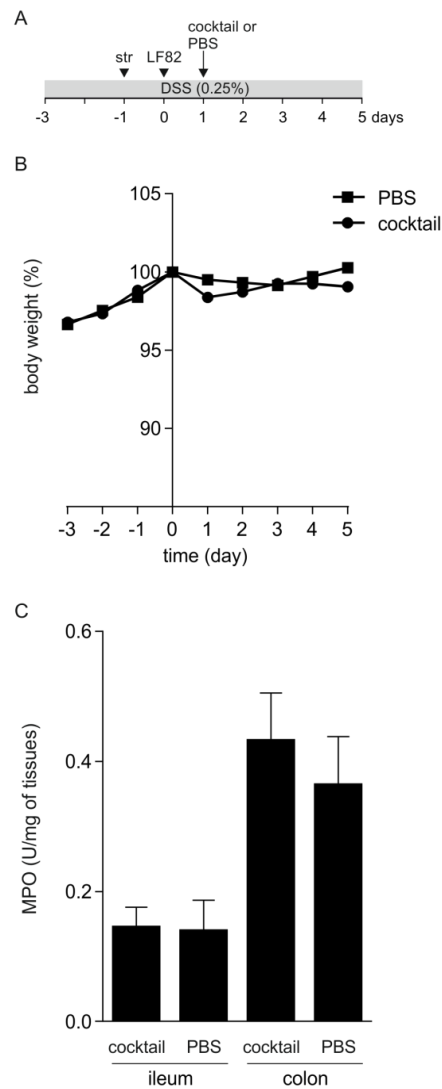 A
cocktail or
PBS
str LF82
DSS (0.25%)
-3 -1 0 1 2 3 4 5 days
B
105
100
95
90
body weight (%)
PBS
cocktail
-3 -2 -1 0 1 2 3 4 5
time (day)
C
0.6
0.4
0.2
0.0
MPO (U/mg of tissues)
cocktail PBS cocktail PBS
ileum colon